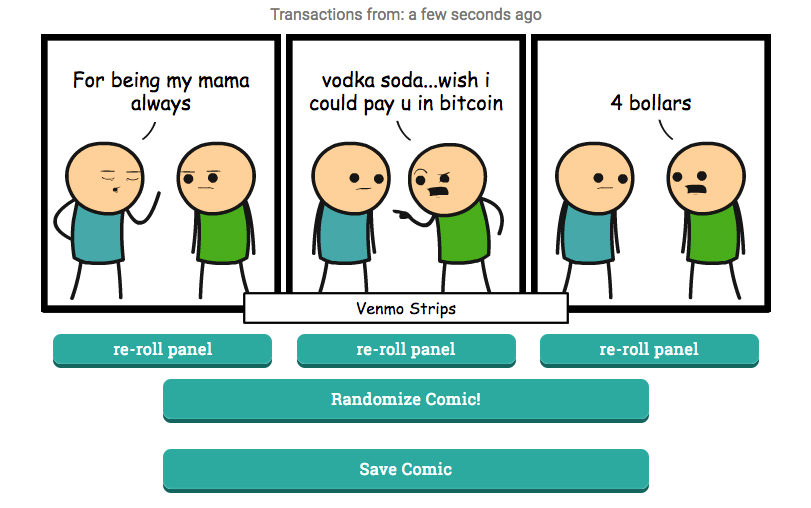 Transactions from: a few seconds ago
For being my mama
always
vodka soda...wish i
could pay u in bitcoin
4 bollars
Venmo Strips
re-roll panel
re-roll panel
re-roll panel
Randomize Comic!
Save Comic